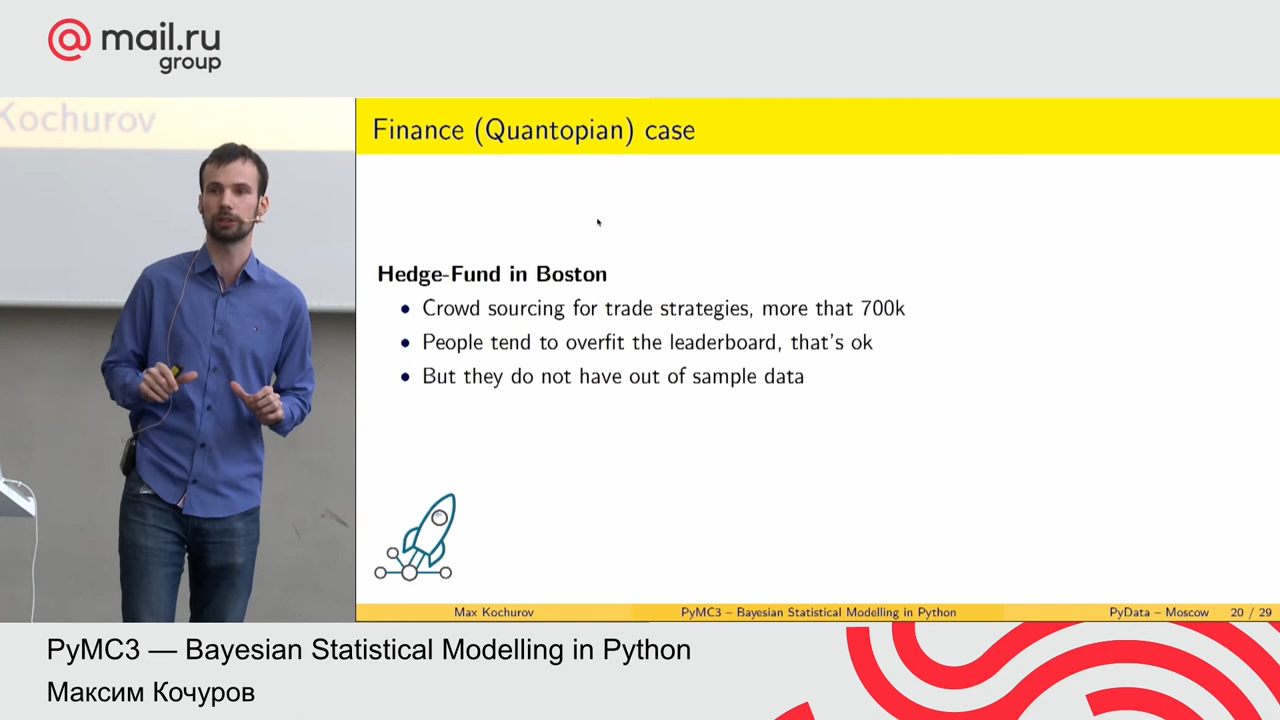 @ mail.ru
group
Kochurov
Finance (Quantopian) case
Hedge-Fund in Boston
• Crowd sourcing for trade strategies, more that 700k
• People tend to overfit the leaderboard, that's ok
• But they do not have out of sample data
Max Kochurov PyMC3 – Bayesian Statistical Modelling in Python PyData – Moscow 20 / 29
PyMC3 — Bayesian Statistical Modelling in Python
Максим Кочуров